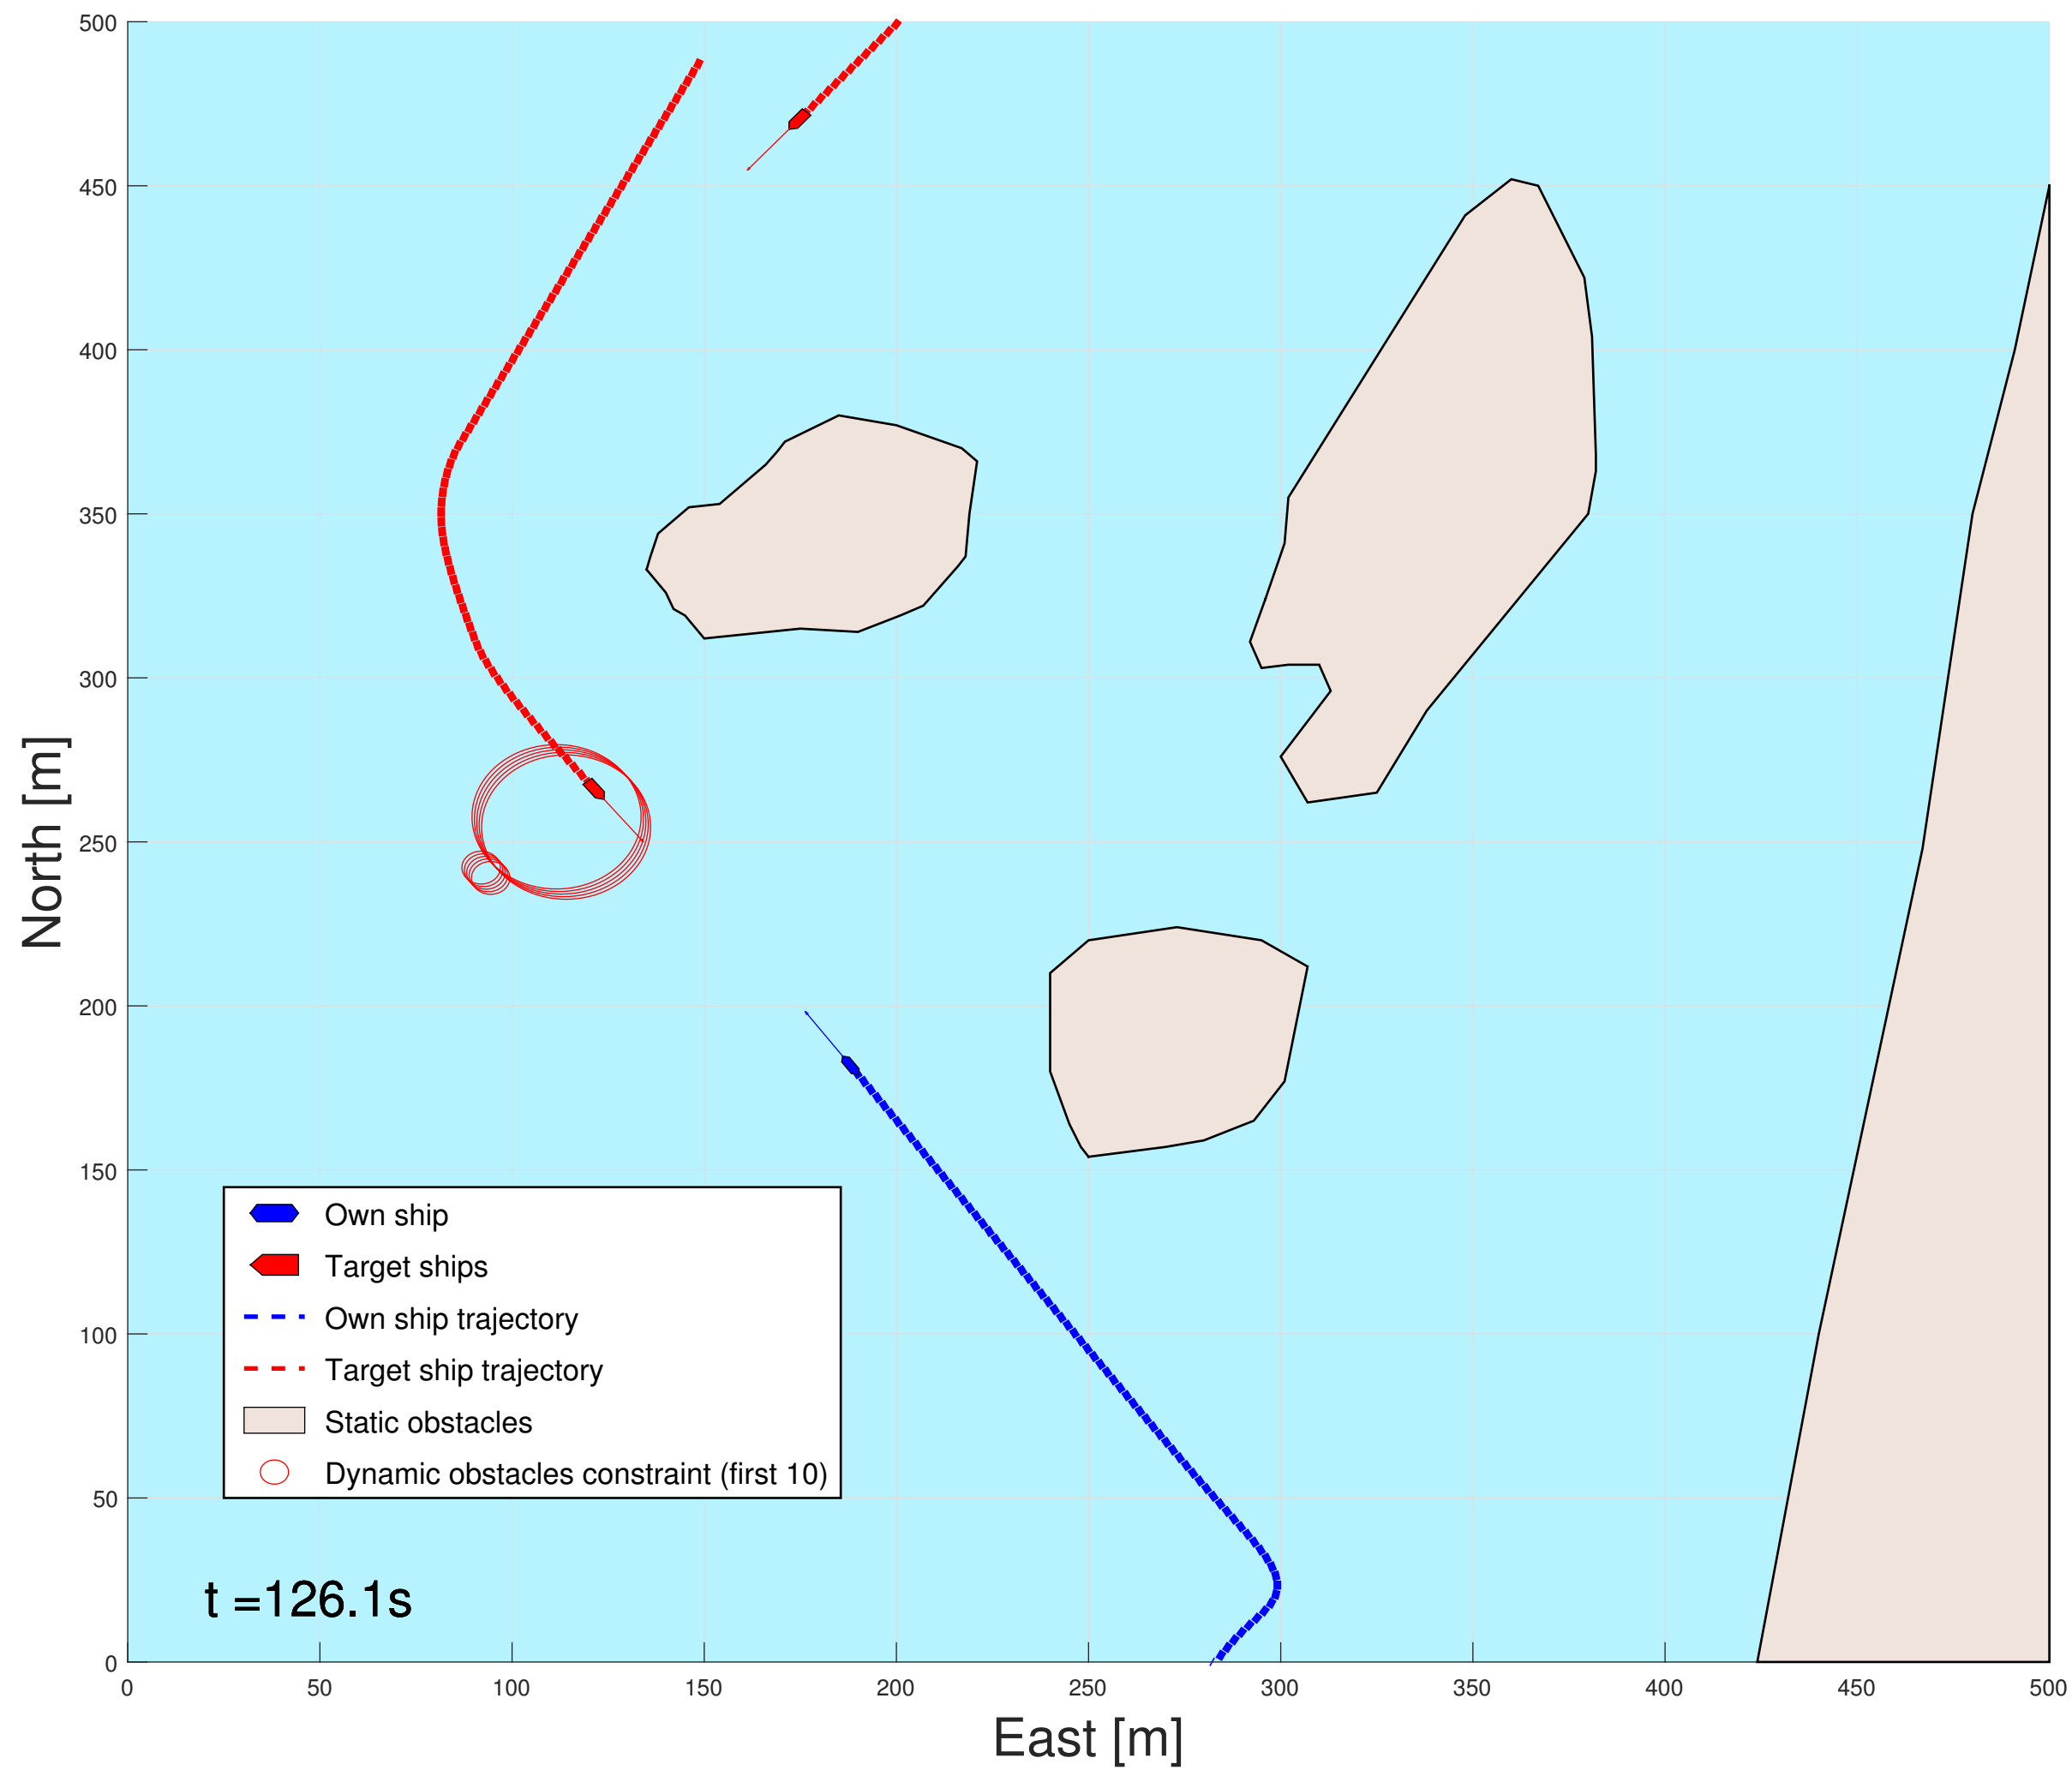 500
450
400
350
300
250
200
150
100
50
0
North [m]
Own ship
Target ships
Own ship trajectory
Target ship trajectory
Static obstacles
Dynamic obstacles constraint (first 10)
t =126.1s
0 50 100 150 200 250 300 350 400 450 500
East [m]